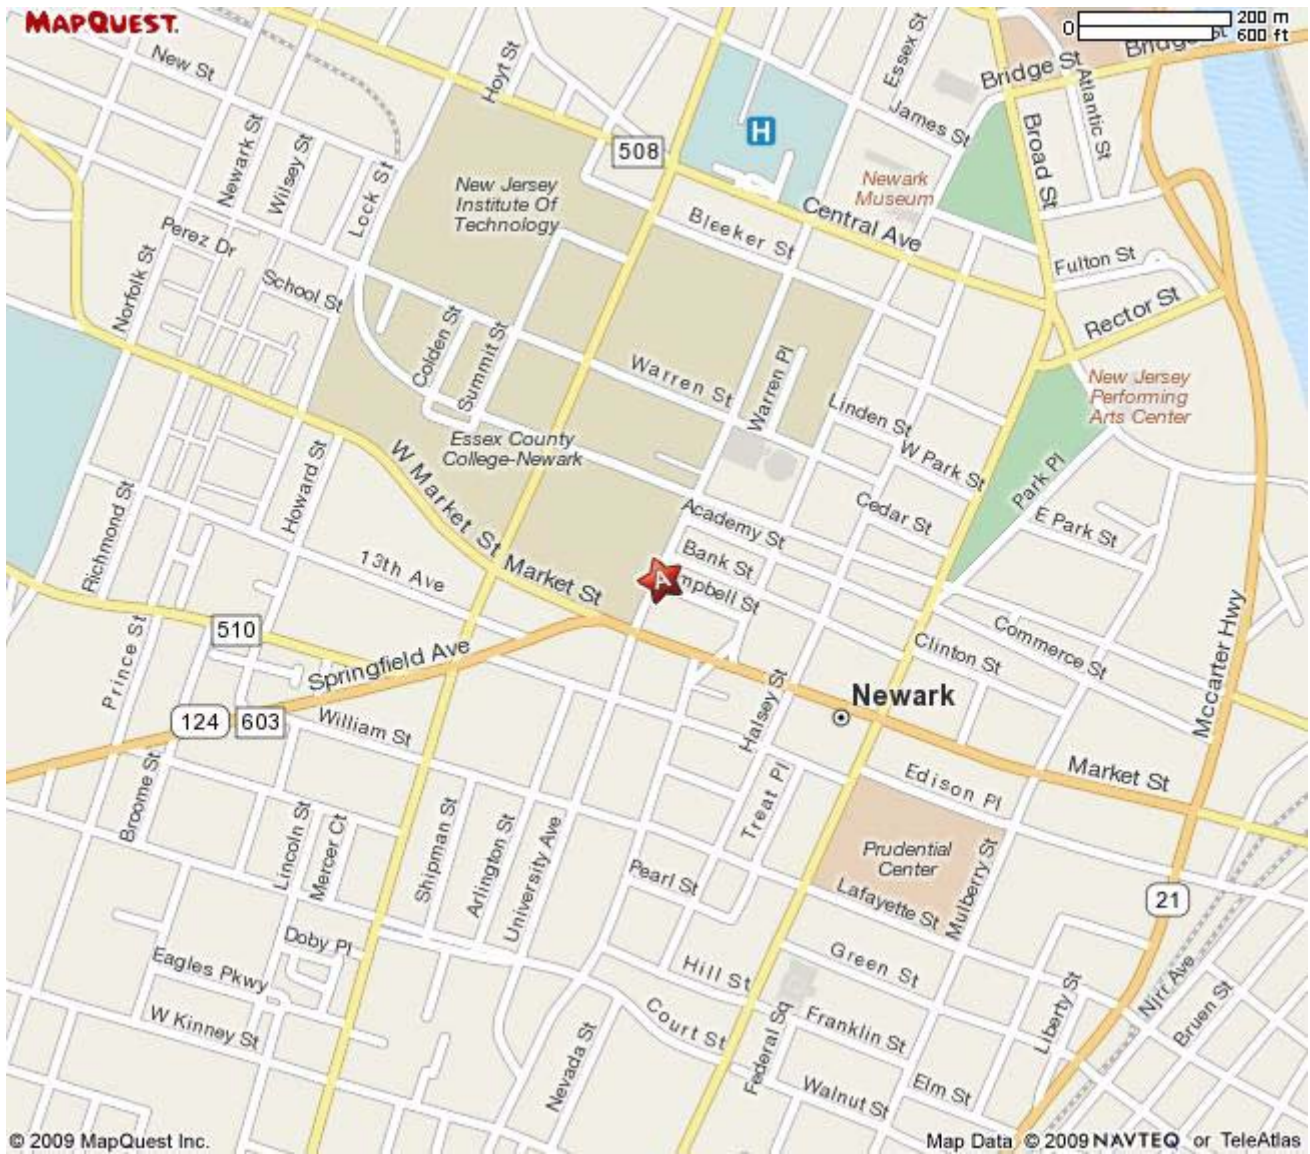 MAPQUEST.
0
200 m
600 ft
Bridge St
New St
Hoyt St
Essex St
Bridge St
Atlantic St
James St
H
Broad St
508
Newark St
Wilsey St
Lock St
New Jersey
Institute Of
Technology
Newark
Museum
Central Ave
Bleeker St
Perez Dr
Norfolk St
School St
Fulton St
Rector St
Colden St
Summit St
Warren St
Warren Pl
Linden St
W Park St
New Jersey
Performing
Arts Center
Essex County
College-Newark
Park Pl
W Market St
Howard St
Richmond St
Academy St
Cedar St
E Park St
Bank St
13th Ave
Market St
A
mpbell St
510
Springfield Ave
Prince St
Commerce St
Clinton St
Mccarter Hwy
124
603
William St
Halsey St
Newark
Market St
Edison Pl
Broome St
Lincoln St
Mercer Ct
Shipman St
Arlington St
University Ave
Treat Pl
Prudential
Center
Pearl St
Lafayette St
Mulberry St
21
Doby Pl
Eagles Pkwy
Hill St
Green St
Njrr Ave
W Kinney St
Court St
Federal Sq
Franklin St
Liberty St
Bruen St
Nevada St
Walnut St
Elm St
© 2009 MapQuest Inc.
Map Data © 2009 NAVTEQ or TeleAtlas